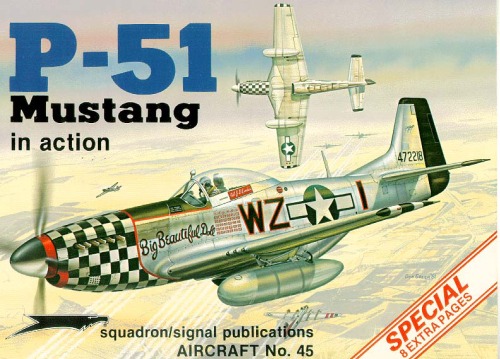 P-51
Mustang
in action
472218
WZ I
Big Beautiful Doll
squadron/signal publications
AIRCRAFT No. 45
SPECIAL
8 EXTRA PAGES